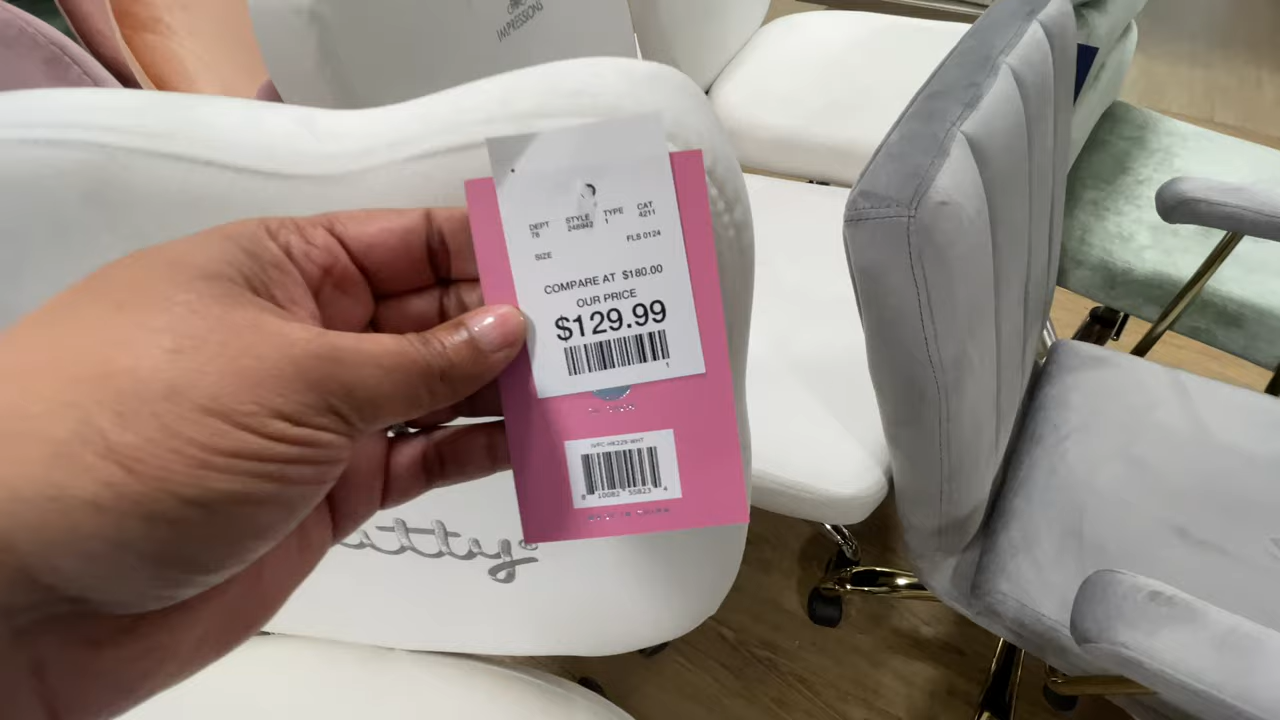 IMPRESSIONS
DEPT STYLE TYPE CAT
78 248942 1 4211
FLS 0124
SIZE
COMPARE AT $180.00
OUR PRICE
$129.99
1
8 10082 55823 4